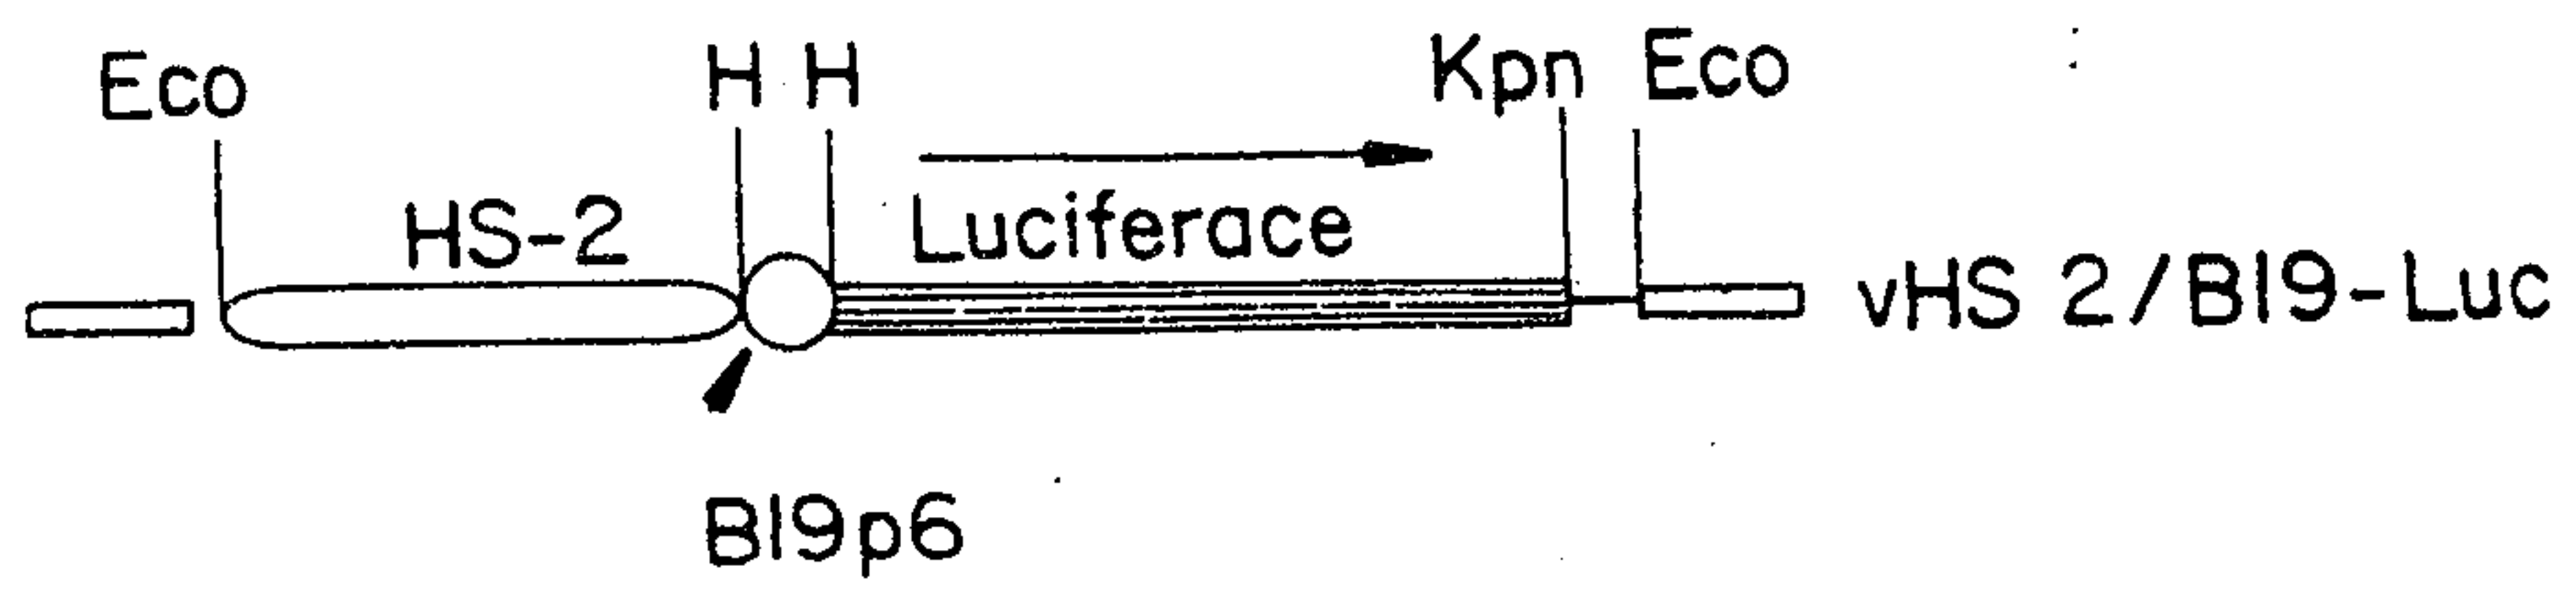 Eco H H Kpn Eco
HS-2 Luciferace
vHS 2/B19-Luc
B19p6